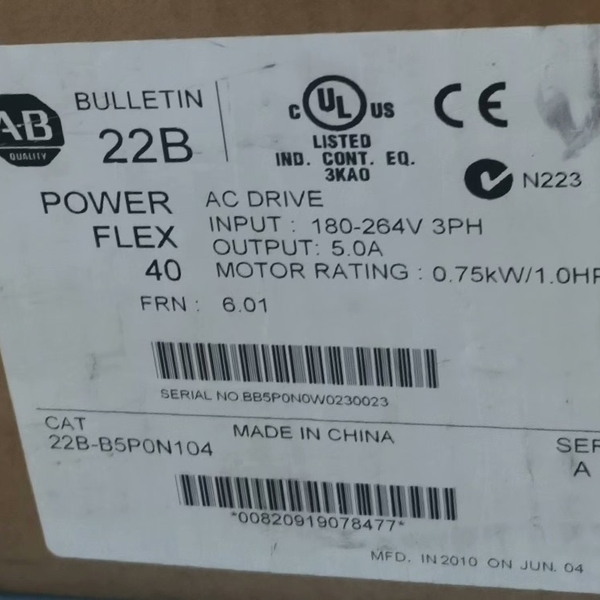 A-B
QUALITY
BULLETIN
22B
POWER
FLEX
40
C UL US
LISTED
IND. CONT. EQ.
3KA0
CE
N223
AC DRIVE
INPUT : 180-264V 3PH
OUTPUT: 5.0A
MOTOR RATING : 0.75kW/1.0HP
FRN : 6.01
SERIAL NO.BB5P0N0W0230023
CAT
22B-B5P0N104
MADE IN CHINA
SER
A
*00820919078477*
MFD. IN 2010 ON JUN. 04